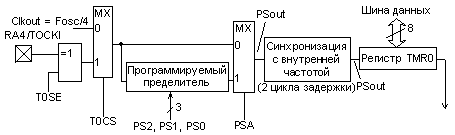 Clkout = Fosc/4
RA4/TOCKI
=1
T0SE
MX
0
1
T0CS
Программируемый
пределитель
3
PS2, PS1, PS0
MX
0
1
PSA
PSout
Синхронизация
с внутренней
частотой
(2 цикла задержки)
PSout
Шина данных
8
Регистр TMR0